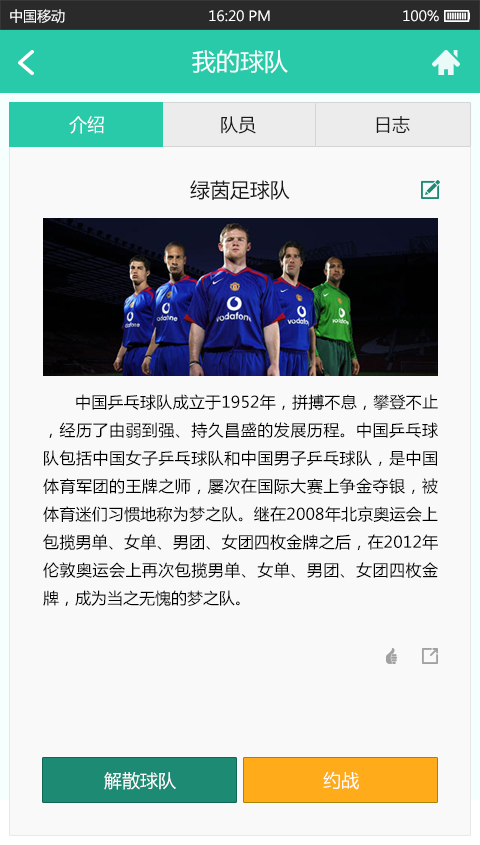 中国移动 16:20 PM 100%
我的球队
介绍 队员 日志
绿茵足球队
vodafone vodafone vodafone vodafone vodafone
中国乒乓球队成立于1952年，拼搏不息，攀登不止
，经历了由弱到强、持久昌盛的发展历程。中国乒乓球
队包括中国女子乒乓球队和中国男子乒乓球队，是中国
体育军团的王牌之师，屡次在国际大赛上争金夺银，被
体育迷们习惯地称为梦之队。继在2008年北京奥运会上
包揽男单、女单、男团、女团四枚金牌之后，在2012年
伦敦奥运会上再次包揽男单、女单、男团、女团四枚金
牌，成为当之无愧的梦之队。
解散球队 约战